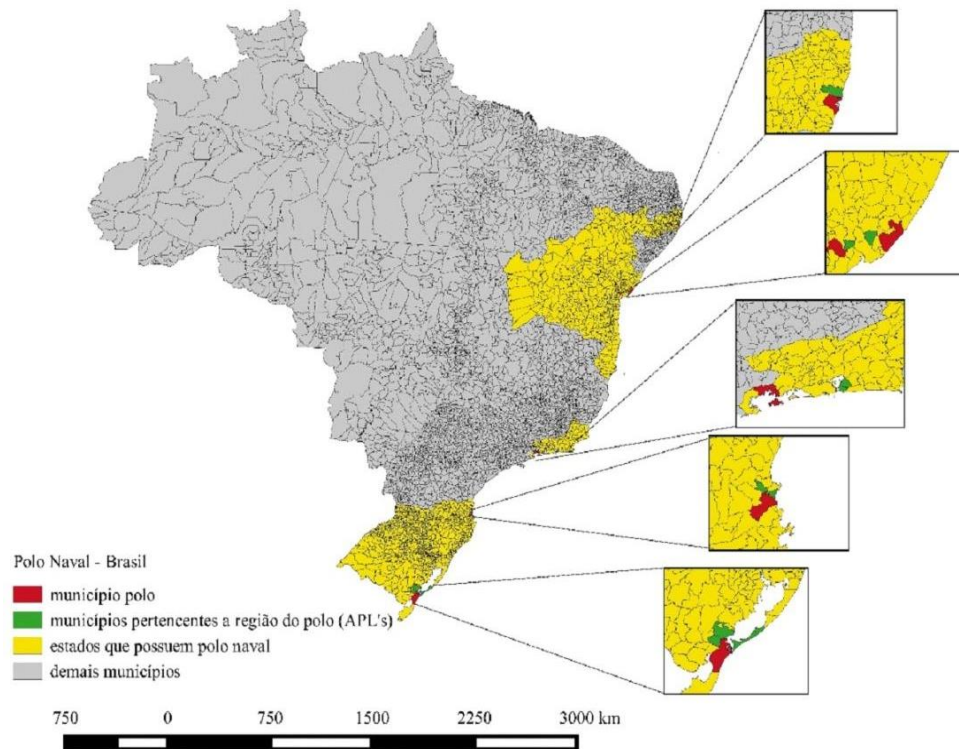 Polo Naval - Brasil
município polo
municípios pertencentes a região do polo (APL's)
estados que possuem polo naval
demais municípios
750 0 750 1500 2250 3000 km